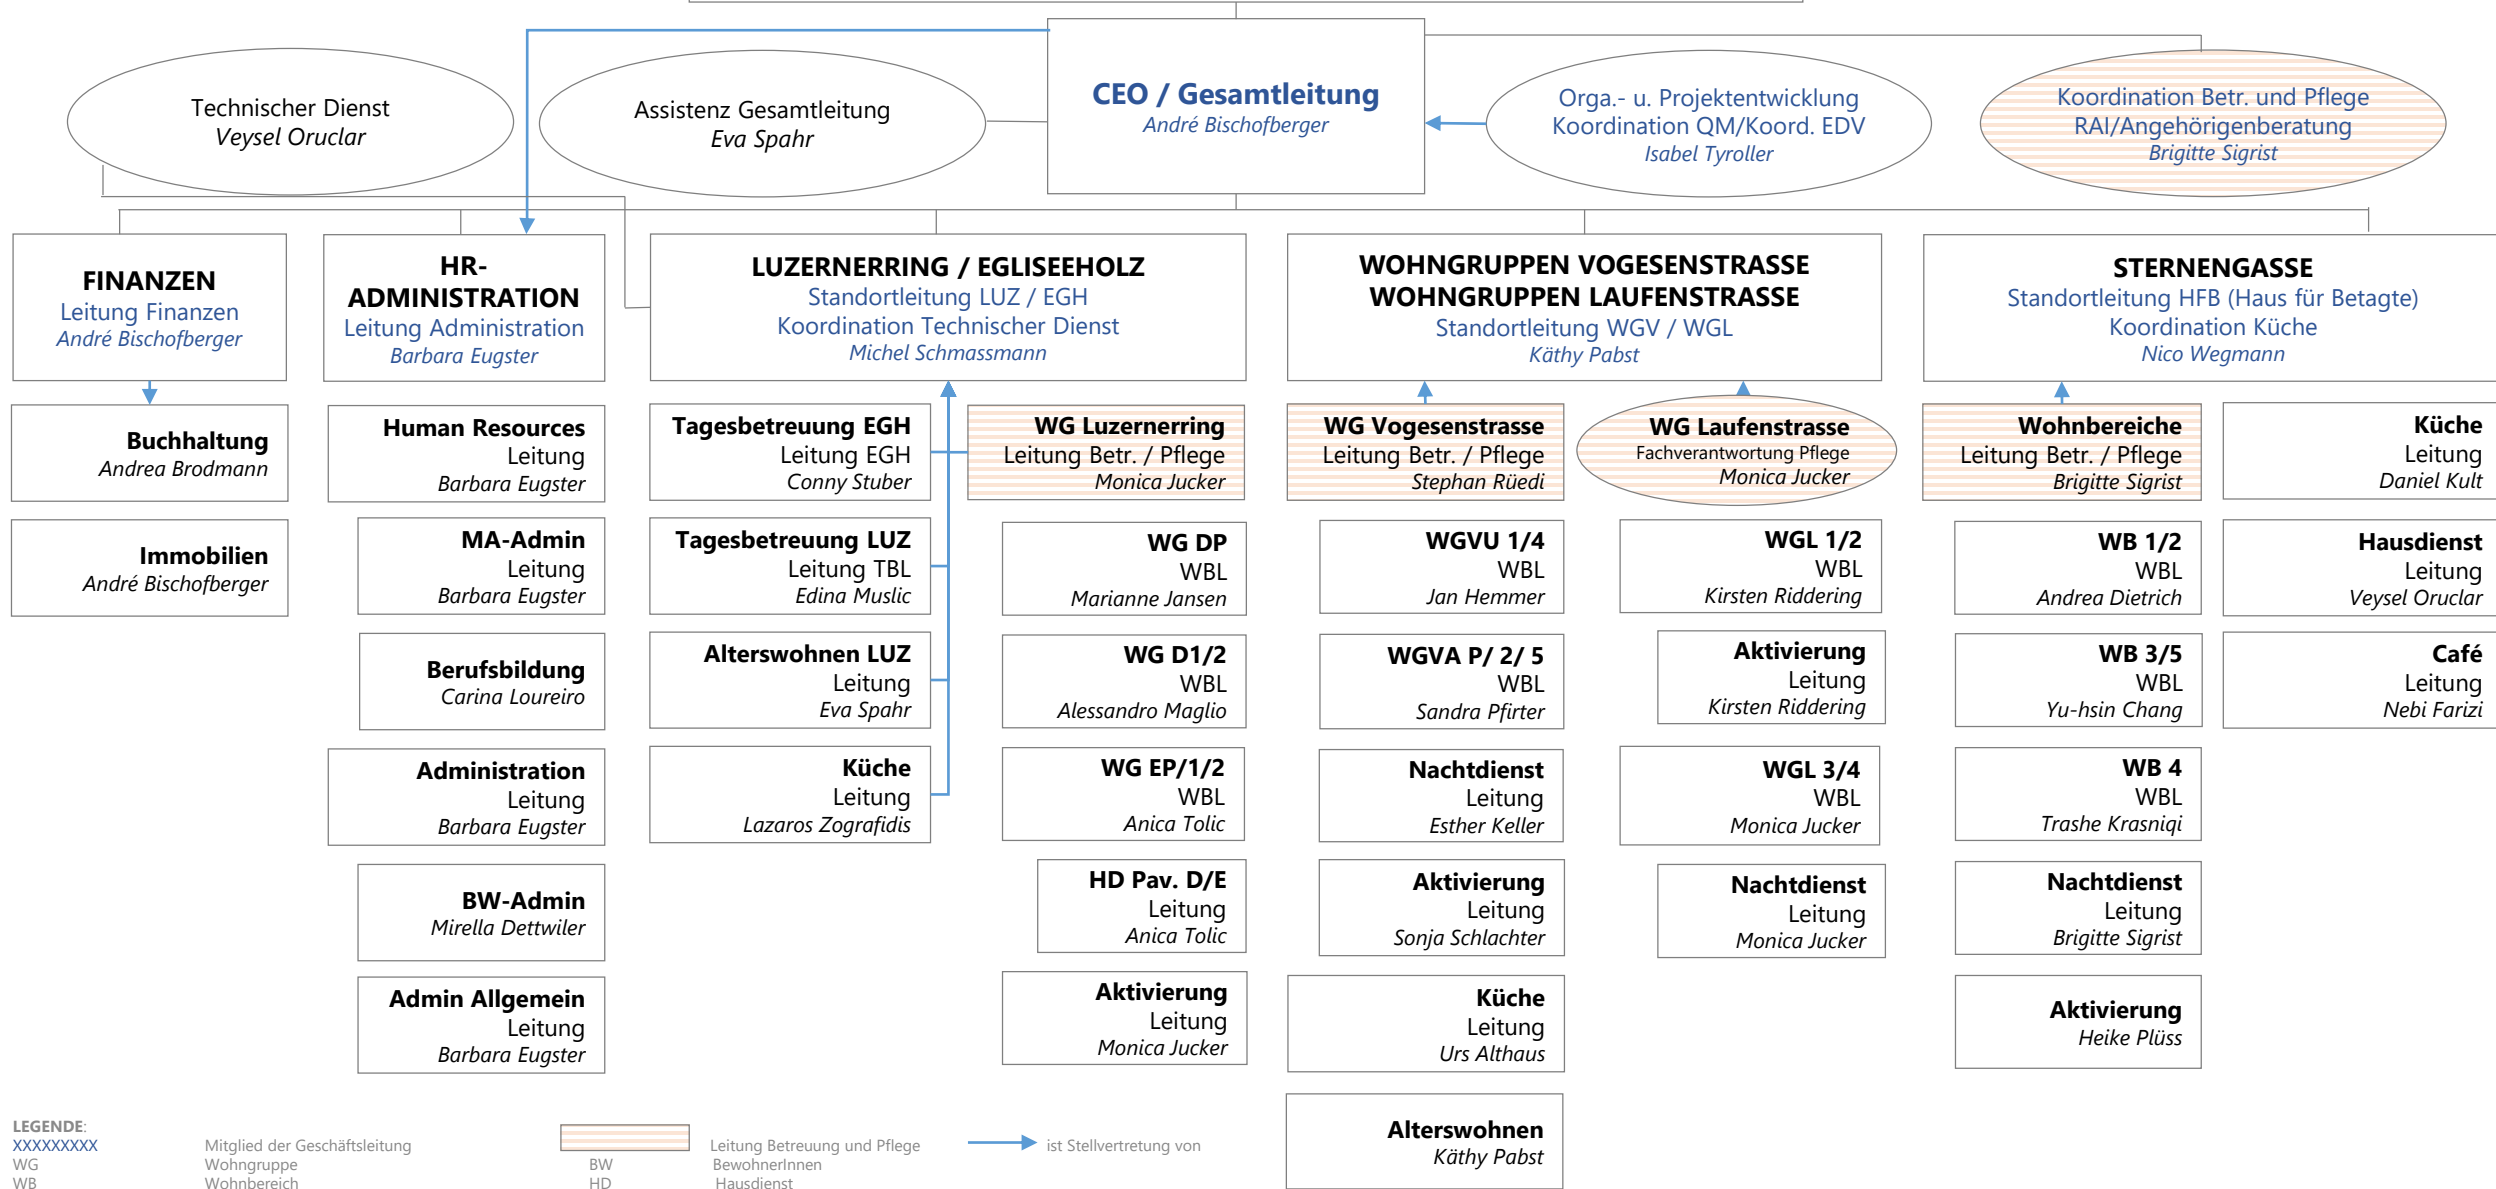 Technischer Dienst
Veysel Oruclar
Assistenz Gesamtleitung
Eva Spahr
CEO / Gesamtleitung
André Bischofberger
Orga.- u. Projektentwicklung
Koordination QM/Koord. EDV
Isabel Tyroller
Koordination Betr. und Pflege
RAI/Angehörigenberatung
Brigitte Sigrist
FINANZEN
Leitung Finanzen
André Bischofberger
HR-
ADMINISTRATION
Leitung Administration
Barbara Eugster
LUZERNERRING / EGLISEEHOLZ
Standortleitung LUZ / EGH
Koordination Technischer Dienst
Michel Schmassmann
WOHNGRUPPEN VOGESENSTRASSE
WOHNGRUPPEN LAUFENSTRASSE
Standortleitung WGV / WGL
Käthy Pabst
STERNENGASSE
Standortleitung HFB (Haus für Betagte)
Koordination Küche
Nico Wegmann
Buchhaltung
Andrea Brodmann
Immobilien
André Bischofberger
Human Resources
Leitung
Barbara Eugster
MA-Admin
Leitung
Barbara Eugster
Berufsbildung
Carina Loureiro
Administration
Leitung
Barbara Eugster
BW-Admin
Mirella Dettwiler
Admin Allgemein
Leitung
Barbara Eugster
Tagesbetreuung EGH
Leitung EGH
Conny Stuber
Tagesbetreuung LUZ
Leitung TBL
Edina Muslic
Alterswohnen LUZ
Leitung
Eva Spahr
Küche
Leitung
Lazaros Zografidis
WG Luzernerring
Leitung Betr. / Pflege
Monica Jucker
WG DP
WBL
Marianne Jansen
WG D1/2
WBL
Alessandro Maglio
WG EP/1/2
WBL
Anica Tolic
HD Pav. D/E
Leitung
Anica Tolic
Aktivierung
Leitung
Monica Jucker
WG Vogesenstrasse
Leitung Betr. / Pflege
Stephan Rüedi
WGVU 1/4
WBL
Jan Hemmer
WGVA P/ 2/ 5
WBL
Sandra Pfirter
Nachtdienst
Leitung
Esther Keller
Aktivierung
Leitung
Sonja Schlachter
Küche
Leitung
Urs Althaus
Alterswohnen
Käthy Pabst
WG Laufenstrasse
Fachverantwortung Pflege
Monica Jucker
WGL 1/2
WBL
Kirsten Riddering
Aktivierung
Leitung
Kirsten Riddering
WGL 3/4
WBL
Monica Jucker
Nachtdienst
Leitung
Monica Jucker
Wohnbereiche
Leitung Betr. / Pflege
Brigitte Sigrist
WB 1/2
WBL
Andrea Dietrich
WB 3/5
WBL
Yu-hsin Chang
WB 4
WBL
Trashe Krasniqi
Nachtdienst
Leitung
Brigitte Sigrist
Aktivierung
Heike Plüss
Küche
Leitung
Daniel Kult
Hausdienst
Leitung
Veysel Oruclar
Café
Leitung
Nebi Farizi
LEGENDE:
XXXXXXXXX Mitglied der Geschäftsleitung Leitung Betreuung und Pflege ist Stellvertretung von
WG Wohngruppe BW BewohnerInnen
WB Wohnbereich HD Hausdienst